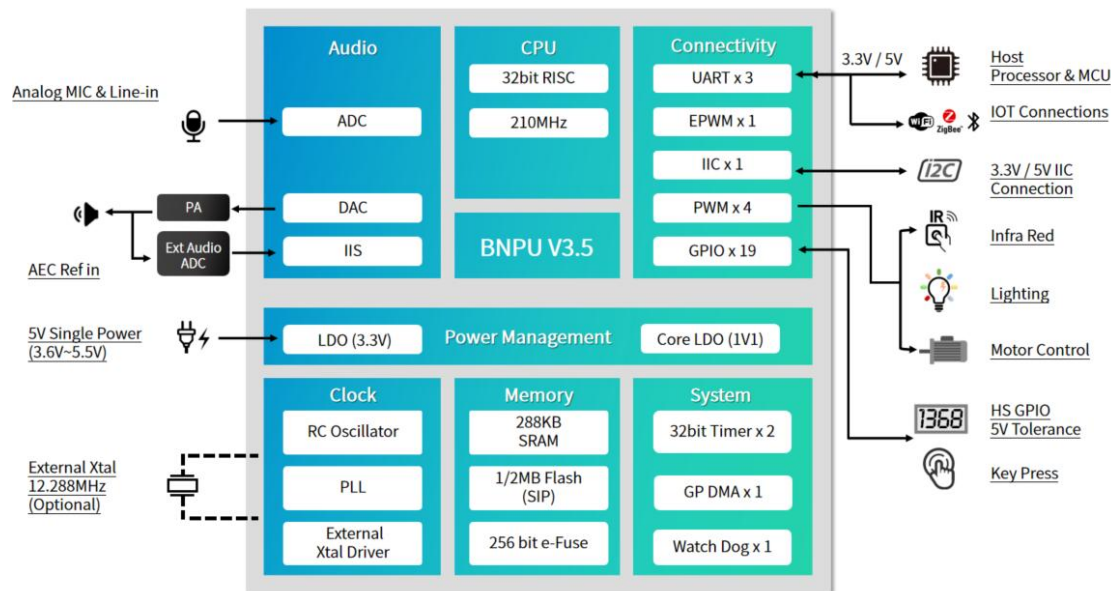 Audio
ADC
DAC
IIS
CPU
32bit RISC
210MHz
BNPU V3.5
Connectivity
UART x 3
EPWM x 1
IIC x 1
PWM x 4
GPIO x 19
Analog MIC & Line-in
PA
Ext Audio
ADC
AEC Ref in
5V Single Power
(3.6V~5.5V)
LDO (3.3V)
Power Management
Core LDO (1V1)
Clock
RC Oscillator
PLL
External
Xtal Driver
Memory
288KB
SRAM
1/2MB Flash
(SIP)
256 bit e-Fuse
System
32bit Timer x 2
GP DMA x 1
Watch Dog x 1
External Xtal
12.288MHz
(Optional)
3.3V / 5V
Host
Processor & MCU
WiFi
ZigBee
IOT Connections
I2C
3.3V / 5V IIC
Connection
IR
Infra Red
Lighting
Motor Control
1368
HS GPIO
5V Tolerance
Key Press